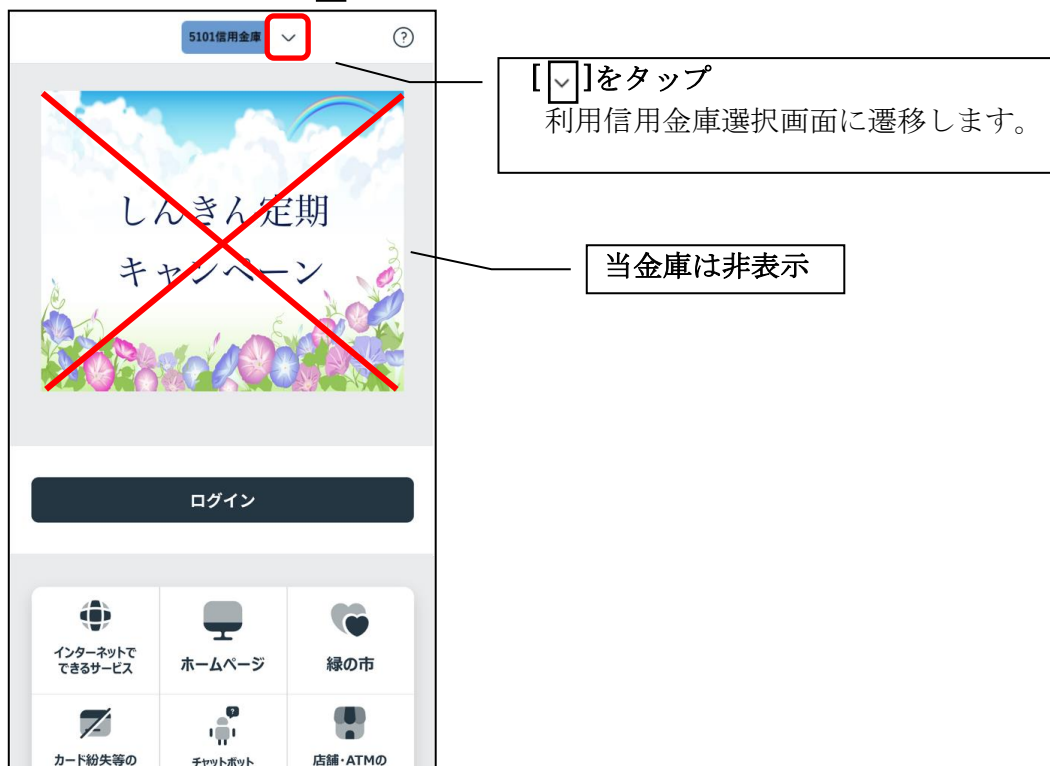 5101信用金庫
?
[⌄]をタップ
利用信用金庫選択画面に遷移します。
しんきん定期
キャンペーン
当金庫は非表示
ログイン
インターネットで
できるサービス
ホームページ
緑の市
?
カード紛失等の
チャットボット
店舗・ATMの